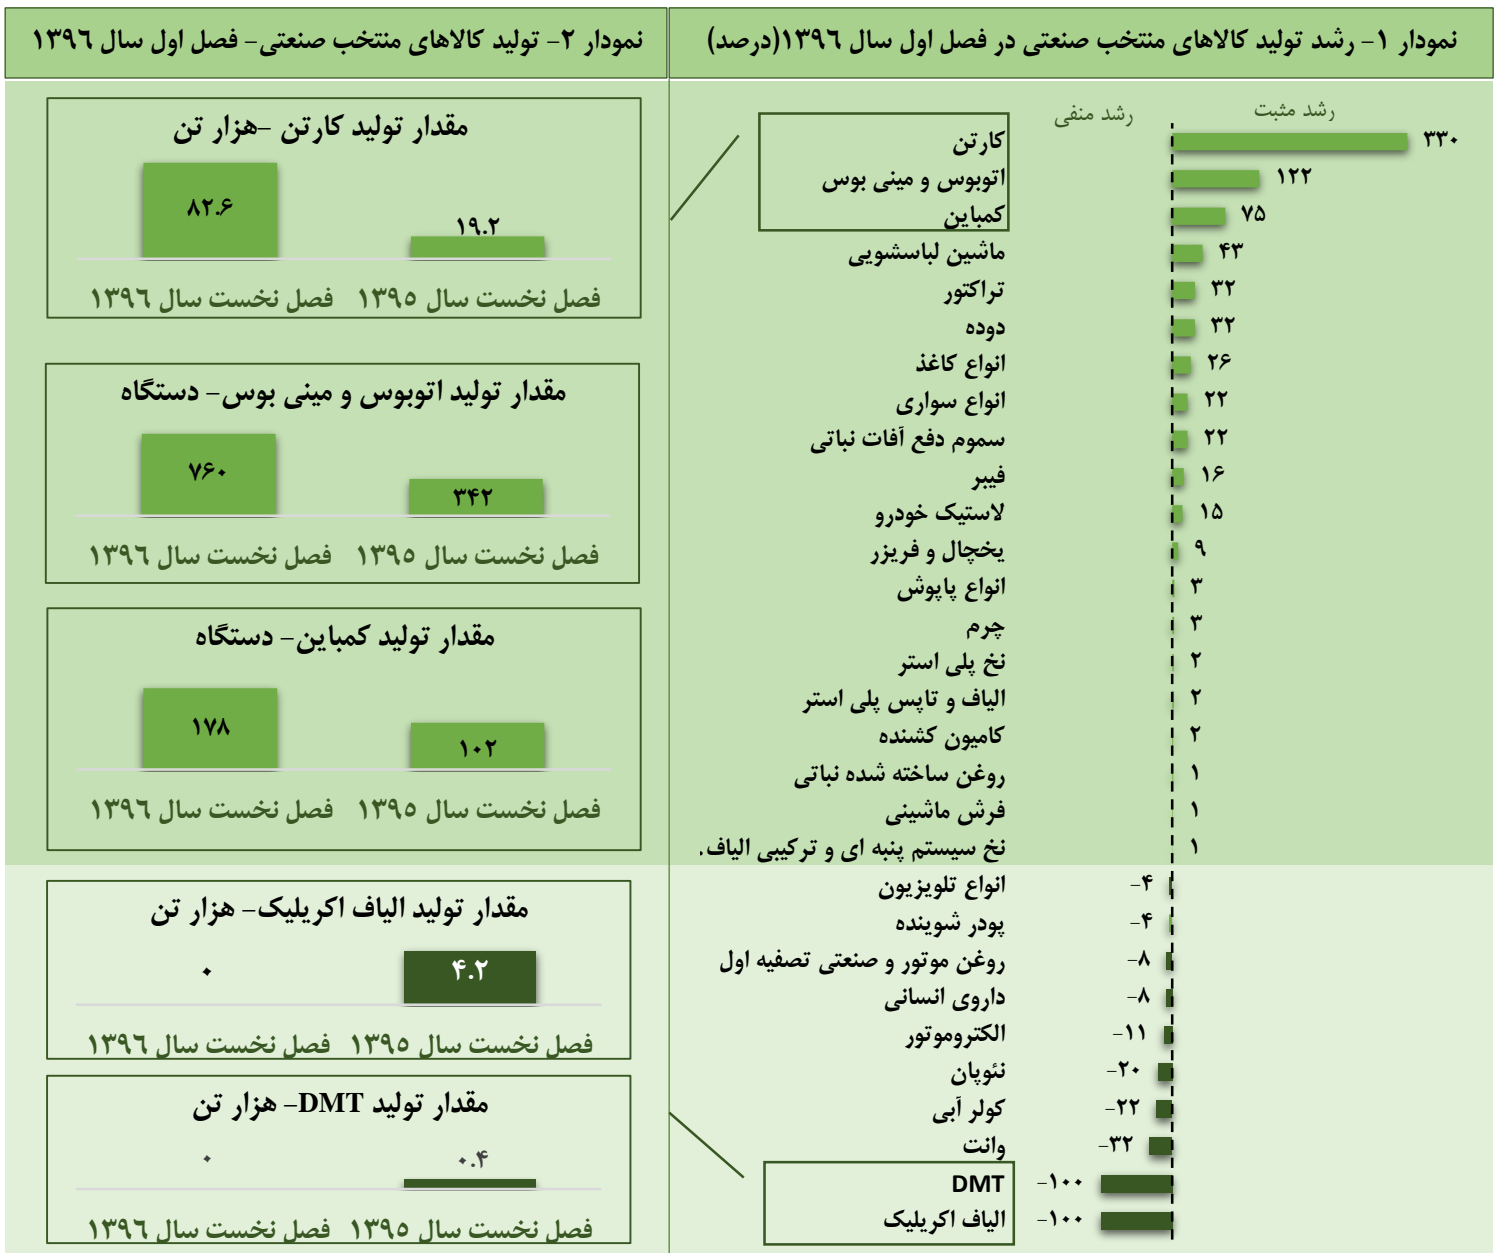 نمودار ۱- رشد تولید کالاهای منتخب صنعتی در فصل اول سال ۱۳۹۶(درصد)
رشد مثبت
رشد منفی
کارتن ۳۳۰
اتوبوس و مینی بوس ۱۲۲
کمباین ۷۵
ماشین لباسشویی ۴۳
تراکتور ۳۲
دوده ۳۲
انواع کاغذ ۲۶
انواع سواری ۲۲
سموم دفع آفات نباتی ۲۲
فیبر ۱۶
لاستیک خودرو ۱۵
یخچال و فریزر ۹
انواع پاپوش ۳
چرم ۳
نخ پلی استر ۲
الیاف و تاپس پلی استر ۲
کامیون کشنده ۲
روغن ساخته شده نباتی ۱
فرش ماشینی ۱
نخ سیستم پنبه ای و ترکیبی الیاف. ۱
انواع تلویزیون -۴
پودر شوینده -۴
روغن موتور و صنعتی تصفیه اول -۸
داروی انسانی -۸
الکتروموتور -۱۱
نئوپان -۲۰
کولر آبی -۲۲
وانت -۳۲
DMT -۱۰۰
الیاف اکریلیک -۱۰۰
نمودار ۲- تولید کالاهای منتخب صنعتی- فصل اول سال ۱۳۹۶
مقدار تولید کارتن -هزار تن
۱۹.۲
۸۲.۶
فصل نخست سال ۱۳۹۵ فصل نخست سال ۱۳۹۶
مقدار تولید اتوبوس و مینی بوس- دستگاه
۳۴۲
۷۶۰
فصل نخست سال ۱۳۹۵ فصل نخست سال ۱۳۹۶
مقدار تولید کمباین- دستگاه
۱۰۲
۱۷۸
فصل نخست سال ۱۳۹۵ فصل نخست سال ۱۳۹۶
مقدار تولید الیاف اکریلیک- هزار تن
۴.۲
۰
فصل نخست سال ۱۳۹۵ فصل نخست سال ۱۳۹۶
مقدار تولید DMT- هزار تن
۰.۴
۰
فصل نخست سال ۱۳۹۵ فصل نخست سال ۱۳۹۶